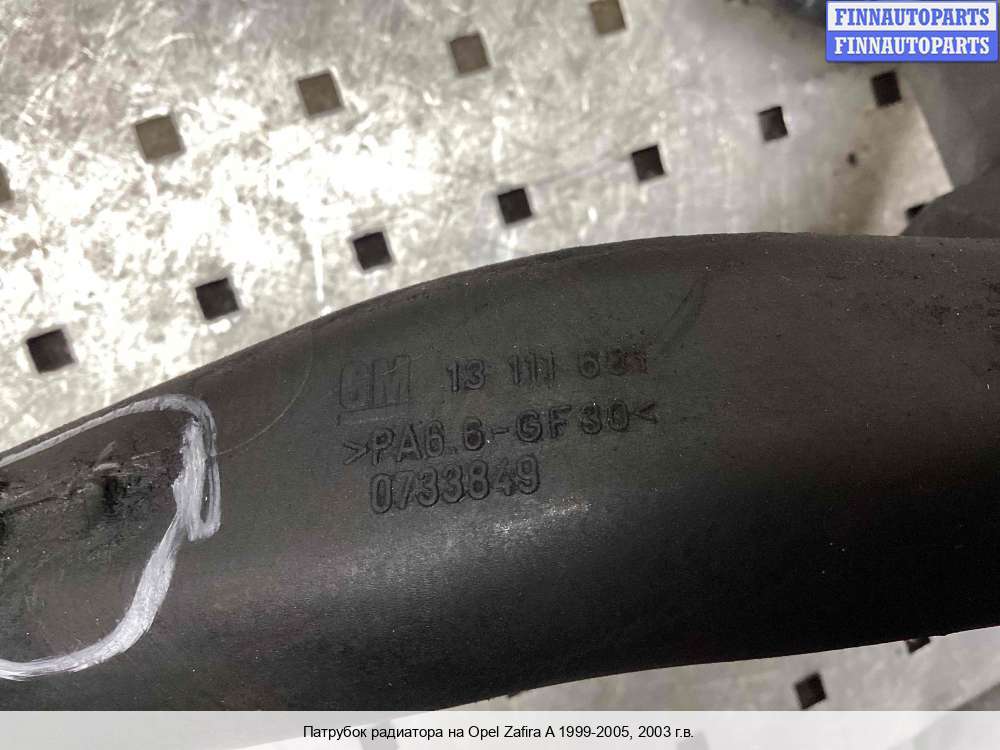 FINNAUTOPARTS
FINNAUTOPARTS
GM 13 111
>PA6.6-GF30<
0733849
Патрубок радиатора на Opel Zafira A 1999-2005, 2003 г.в.